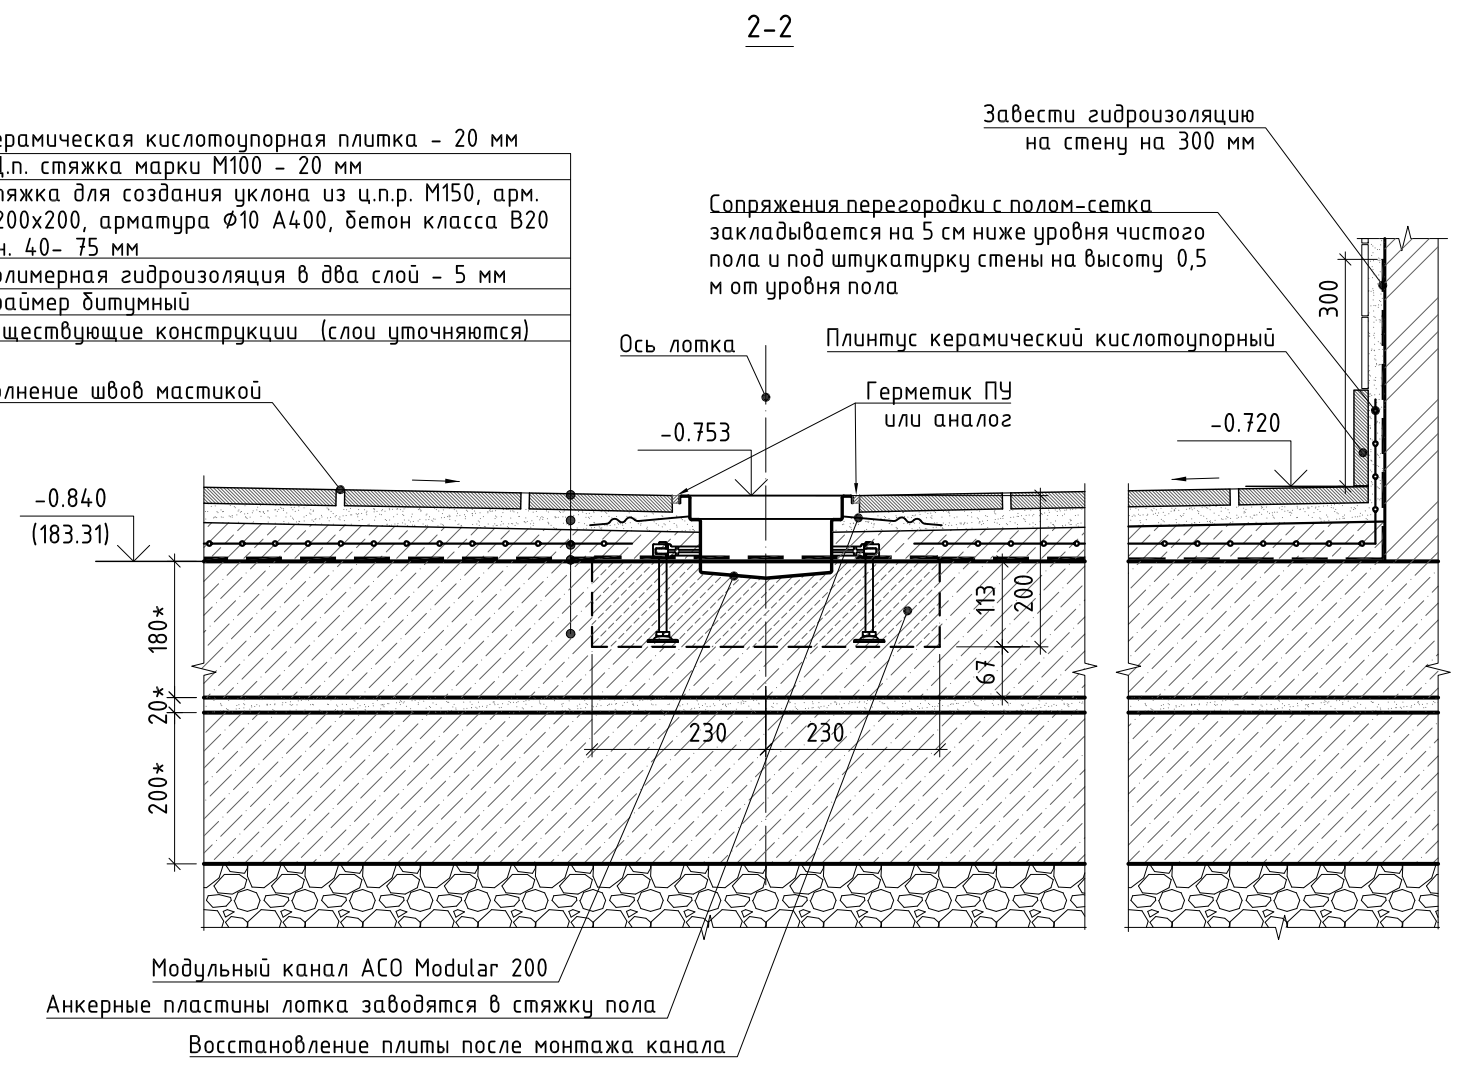 2-2
ерамическая кислотоупорная плитка - 20 мм
ц.п. стяжка марки М100 - 20 мм
тяжка для создания уклона из ц.п.р. М150, арм.
200х200, арматура Ф10 А400, бетон класса В20
н. 40- 75 мм
олимерная гидроизоляция в два слой - 5 мм
раймер битумный
уществующие конструкции (слои уточняются)
олнение швов мастикой
Завести гидроизоляцию
на стену на 300 мм
Сопряжения перегородки с полом-сетка
закладывается на 5 см ниже уровня чистого
пола и под штукатурку стены на высоту 0,5
м от уровня пола
Ось лотка
Плинтус керамический кислотоупорный
Герметик ПУ
или аналог
300
-0.753
-0.720
-0.840
(183.31)
180*
20*
200*
113
200
67
230
230
Модульный канал ACO Modular 200
Анкерные пластины лотка заводятся в стяжку пола
Восстановление плиты после монтажа канала